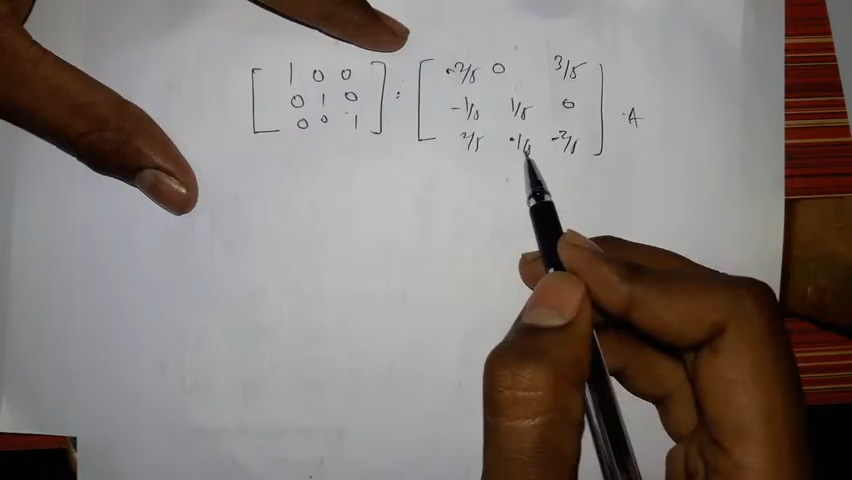 [ 1 0 0 ] = [ -2/5 0 3/5 ]
[ 0 1 0 ] [ -1/5 1/5 0 ] . A
[ 0 0 1 ] [ 2/5 -1/5 -2/5 ]